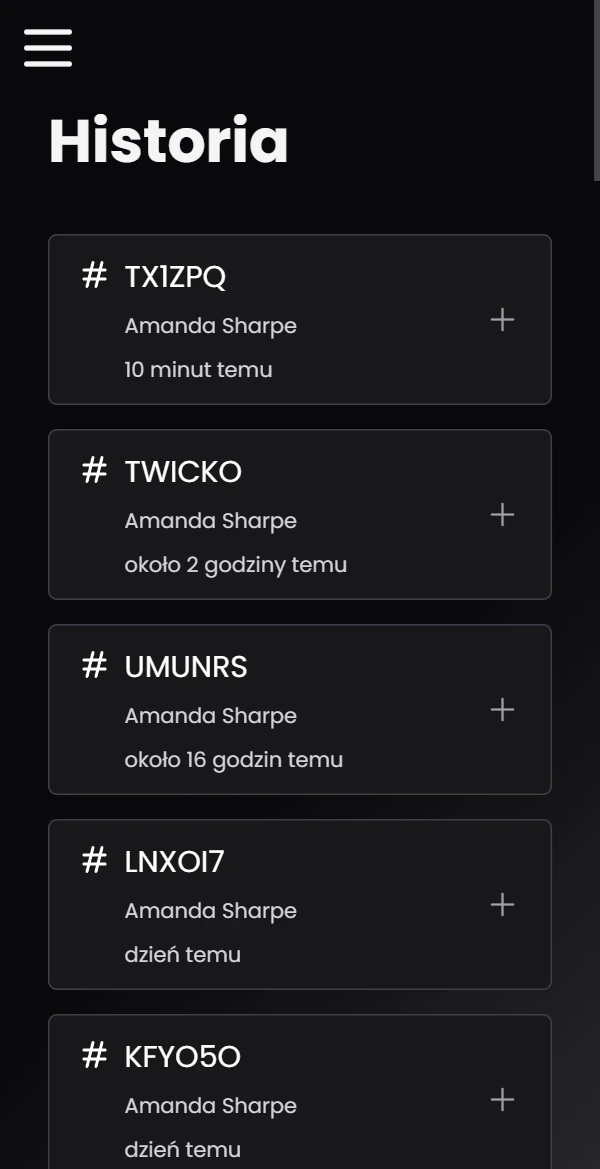 Historia
# TX1ZPQ
Amanda Sharpe
10 minut temu
# TWICKO
Amanda Sharpe
około 2 godziny temu
# UMUNRS
Amanda Sharpe
około 16 godzin temu
# LNXOI7
Amanda Sharpe
dzień temu
# KFYO5O
Amanda Sharpe
dzień temu